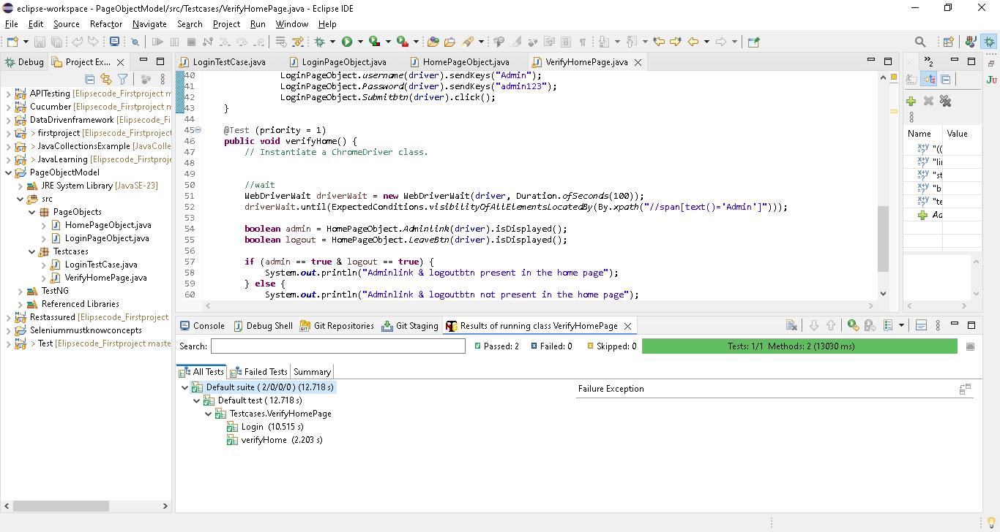 eclipse-workspace - PageObjectModel/src/Testcases/VerifyHomePage.java - Eclipse IDE
File Edit Source Refactor Navigate Search Project Run Window Help
Debug Project Ex...
APITesting [Elipsecode_Firstproject m
Cucumber [Elipsecode_Firstproject m
DataDrivenframework [Elipsecode_Fi
> firstproject [Elipsecode_Firstproject
> JavaCollectionsExample [JavaColle
> JavaLearning [Elipsecode_Firstproje
PageObjectModel
JRE System Library [JavaSE-23]
src
PageObjects
HomePageObject.java
LoginPageObject.java
Testcases
LoginTestCase.java
VerifyHomePage.java
TestNG
Referenced Libraries
Restassured [Elipsecode_Firstproject
Seleniummustknowconcepts
> Test [Elipsecode_Firstproject maste
LoginTestCase.java LoginPageObject.java HomePageObject.java VerifyHomePage.java
40 LoginPageObject.username(driver).sendKeys("Admin");
41 LoginPageObject.Password(driver).sendKeys("admin123");
42 LoginPageObject.Submitbtn(driver).click();
43 }
44
45 @Test (priority = 1)
46 public void verifyHome() {
47 // Instantiate a ChromeDriver class.
48
49
50 //wait
51 WebDriverWait driverWait = new WebDriverWait(driver, Duration.ofSeconds(100));
52 driverWait.until(ExpectedConditions.visibilityOfAllElementsLocatedBy(By.xpath("//span[text()='Admin']")));
53
54 boolean admin = HomePageObject.Adminlink(driver).isDisplayed();
55 boolean logout = HomePageObject.LeaveBtn(driver).isDisplayed();
56
57 if (admin == true & logout == true) {
58 System.out.println("Adminlink & logoutbtn present in the home page");
59 } else {
60 System.out.println("Adminlink & logoutbtn not present in the home page");
2
Name Value
"((
"lir
"st
"b
"te
Ac
Console Debug Shell Git Repositories Git Staging Results of running class VerifyHomePage
Search: Passed: 2 Failed: 0 Skipped: 0 Tests: 1/1 Methods: 2 (13030 ms)
All Tests Failed Tests Summary
Default suite ( 2/0/0/0 ) (12.718 s)
Default test ( 12.718 s)
Testcases.VerifyHomePage
Login (10.515 s)
verifyHome (2.203 s)
Failure Exception